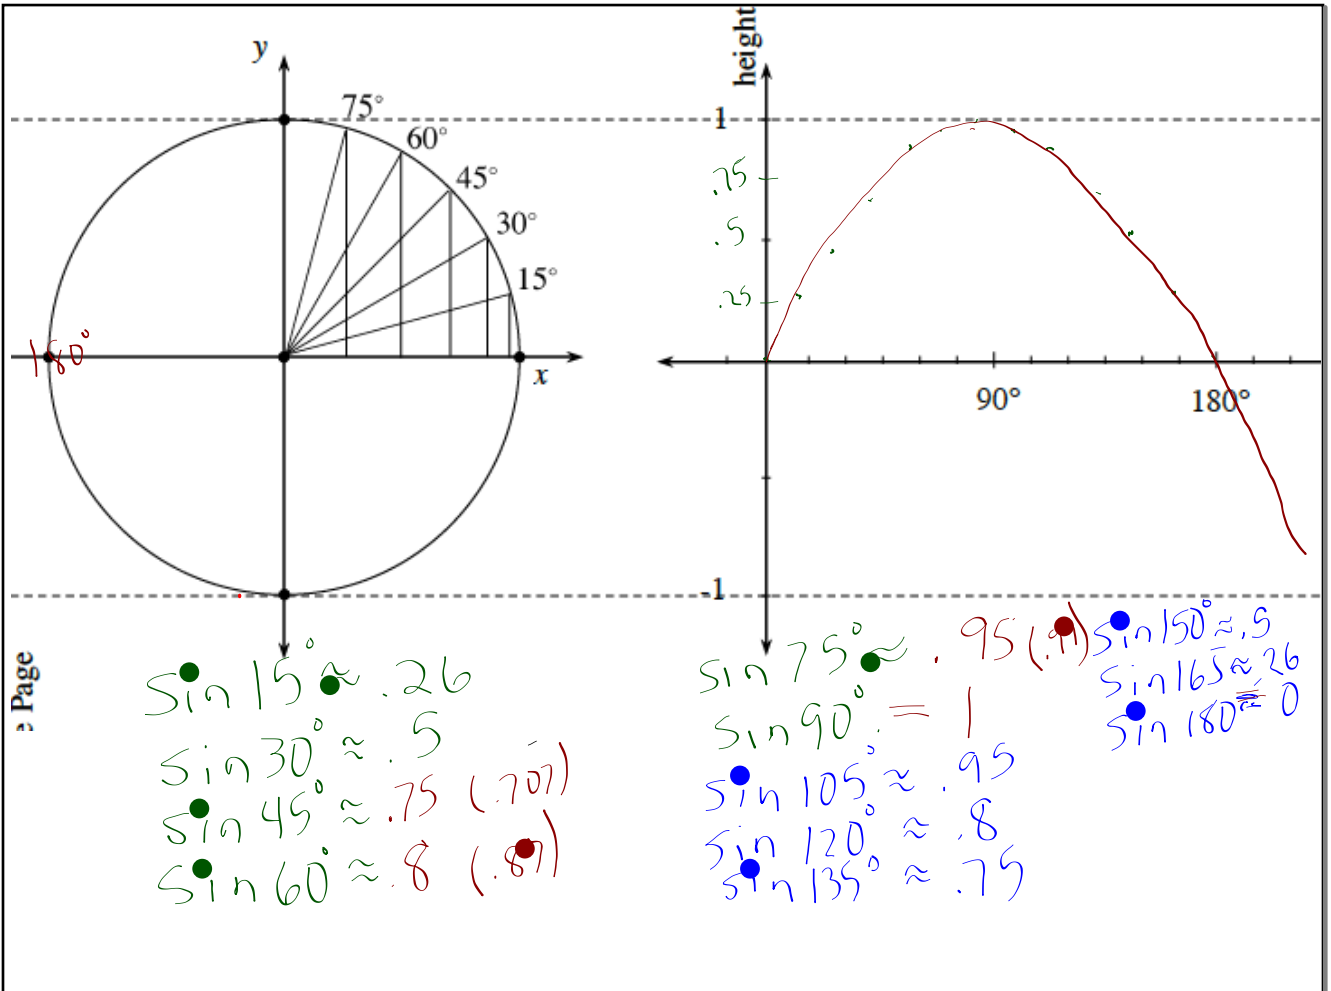 y
75°
60°
45°
30°
15°
x
180°
height
1
.75
.5
.25
90°
180°
-1
e Page
sin 15° ≈ .26
sin 30° ≈ .5
sin 45° ≈ .75 (.707)
sin 60° ≈ .8 (.87)
sin 75° ≈ .95 (.97)
sin 90° = 1
sin 105° ≈ .95
sin 120° ≈ .8
sin 135° ≈ .75
sin 150° ≈ .5
sin 165 ≈ .26
sin 180° = 0